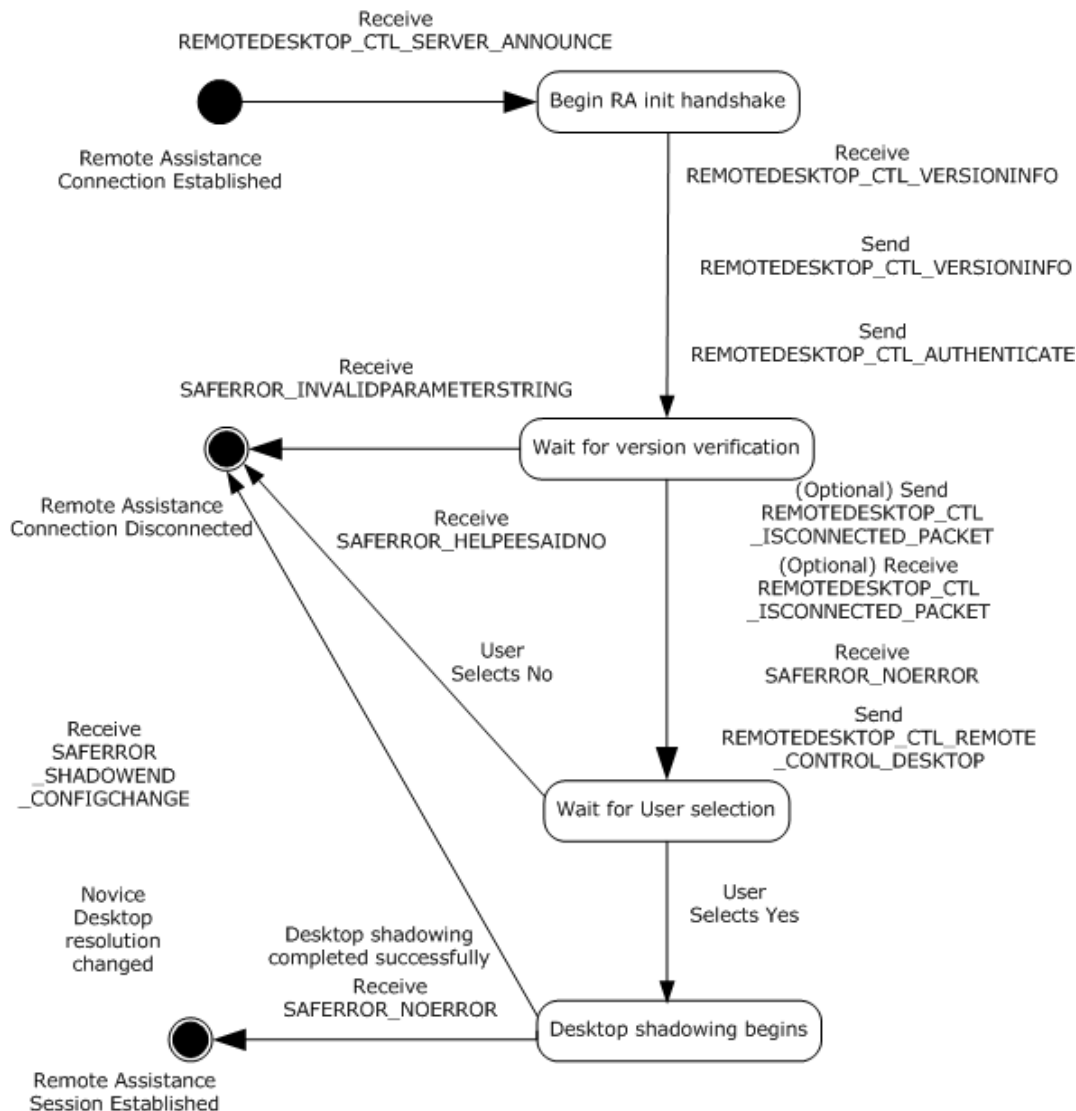 Receive
REMOTEDESKTOP_CTL_SERVER_ANNOUNCE
Begin RA init handshake
Remote Assistance
Connection Established
Receive
REMOTEDESKTOP_CTL_VERSIONINFO
Send
REMOTEDESKTOP_CTL_VERSIONINFO
Send
REMOTEDESKTOP_CTL_AUTHENTICATE
Receive
SAFERROR_INVALIDPARAMETERSTRING
Wait for version verification
Remote Assistance
Connection Disconnected
Receive
SAFERROR_HELPEESAIDNO
(Optional) Send
REMOTEDESKTOP_CTL
_ISCONNECTED_PACKET
(Optional) Receive
REMOTEDESKTOP_CTL
_ISCONNECTED_PACKET
User
Selects No
Receive
SAFERROR_NOERROR
Send
REMOTEDESKTOP_CTL_REMOTE
_CONTROL_DESKTOP
Receive
SAFERROR
_SHADOWEND
_CONFIGCHANGE
Wait for User selection
User
Selects Yes
Novice
Desktop
resolution
changed
Desktop shadowing
completed successfully
Receive
SAFERROR_NOERROR
Desktop shadowing begins
Remote Assistance
Session Established